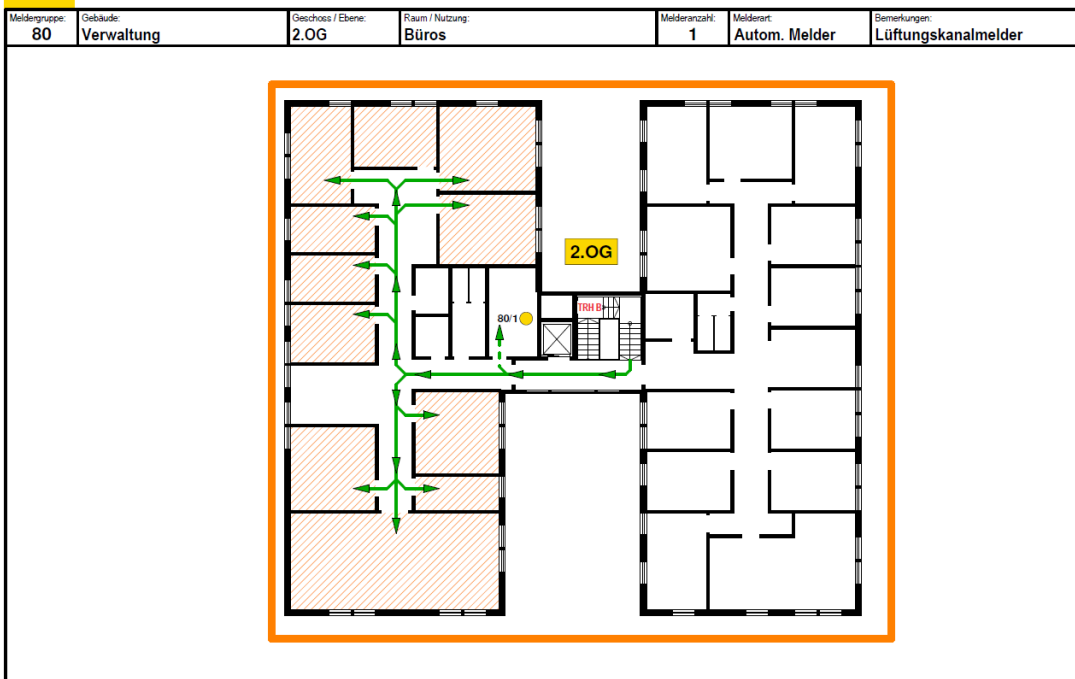 Meldergruppe:
80
Gebäude:
Verwaltung
Geschoss / Ebene:
2.OG
Raum / Nutzung:
Büros
Melderanzahl:
1
Melderart:
Autom. Melder
Bemerkungen:
Lüftungskanalmelder
2.OG
TRH B
80/1